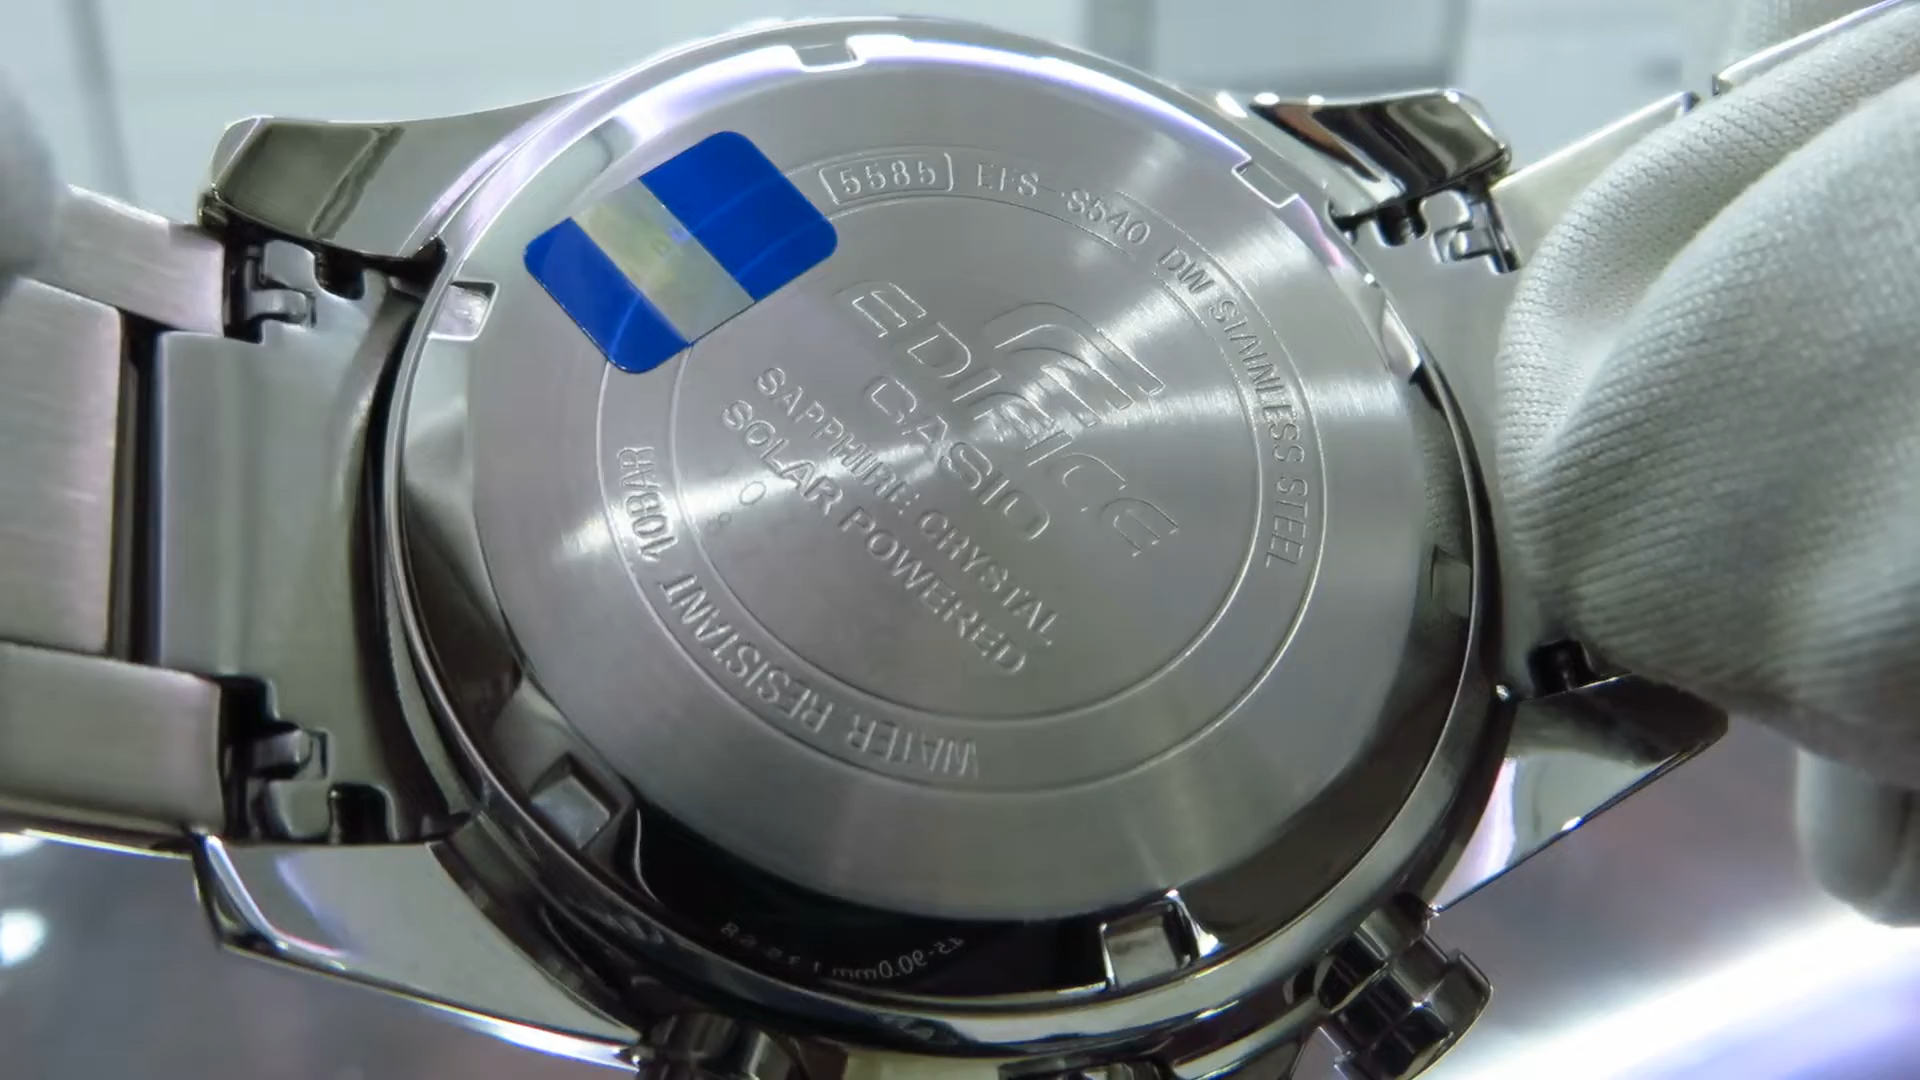 5585 EFS-S540 DW STAINLESS STEEL
EDIFICE
CASIO
SAPPHIRE CRYSTAL
SOLAR POWERED
WATER RESISTANT 10BAR